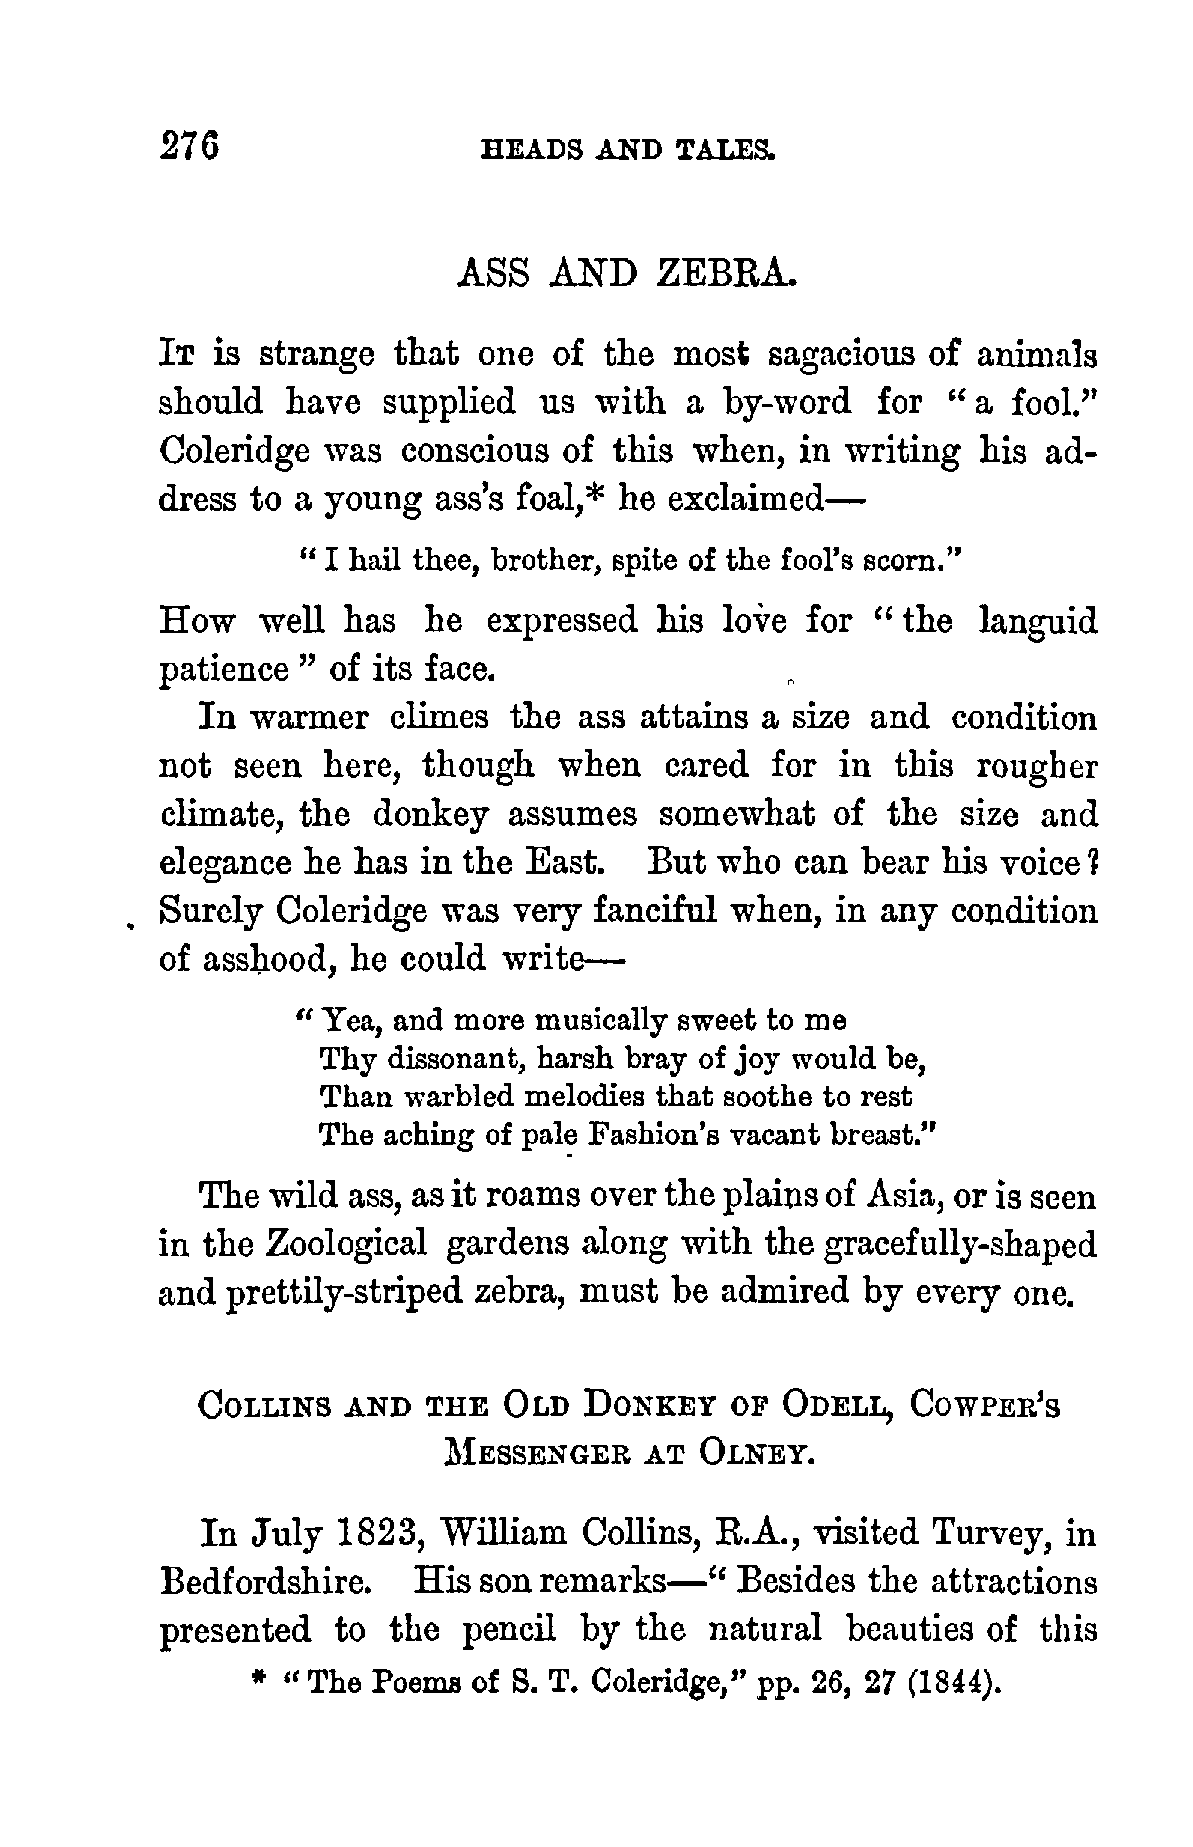 276 HEADS AND TALES.
ASS AND ZEBRA.
IT is strange that one of the most sagacious of animals
should have supplied us with a by-word for “a fool.”
Coleridge was conscious of this when, in writing his ad-
dress to a young ass's foal,* he exclaimed—
“I hail thee, brother, spite of the fool's scorn.”
How well has he expressed his love for “the languid
patience” of its face.
In warmer climes the ass attains a size and condition
not seen here, though when cared for in this rougher
climate, the donkey assumes somewhat of the size and
elegance he has in the East. But who can bear his voice?
Surely Coleridge was very fanciful when, in any condition
of asshood, he could write—
“Yea, and more musically sweet to me
Thy dissonant, harsh bray of joy would be,
Than warbled melodies that soothe to rest
The aching of pale Fashion's vacant breast.”
The wild ass, as it roams over the plains of Asia, or is seen
in the Zoological gardens along with the gracefully-shaped
and prettily-striped zebra, must be admired by every one.
COLLINS AND THE OLD DONKEY OF ODELL, COWPER'S
MESSENGER AT OLNEY.
In July 1823, William Collins, R.A., visited Turvey, in
Bedfordshire. His son remarks—“Besides the attractions
presented to the pencil by the natural beauties of this
* “The Poems of S. T. Coleridge,” pp. 26, 27 (1844).